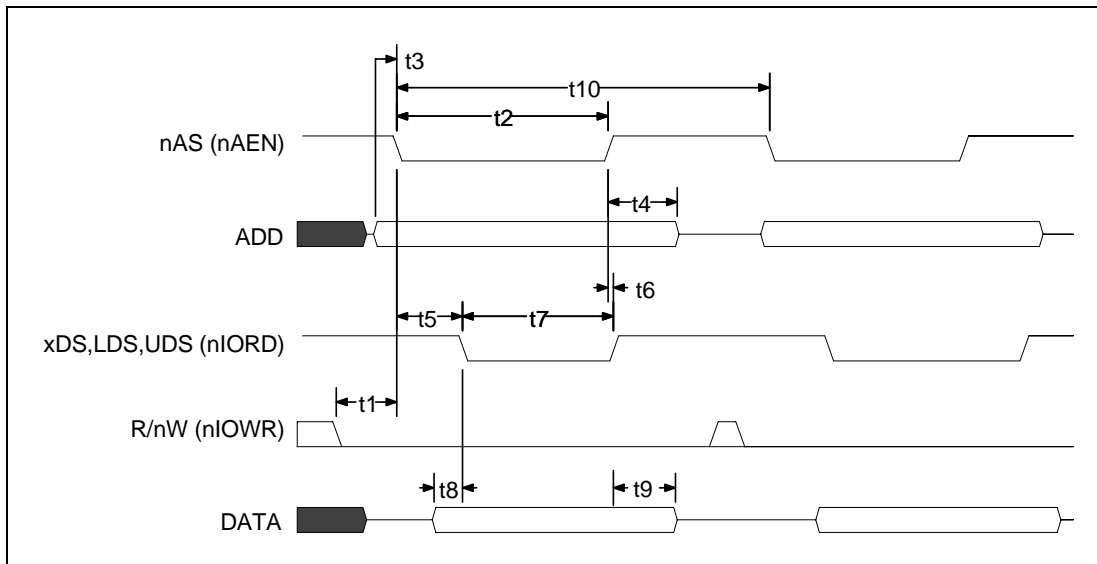 t3
t10
t2
nAS (nAEN)
t4
ADD
t6
t5
t7
xDS,LDS,UDS (nIORD)
t1
R/nW (nIOWR)
t8
t9
DATA